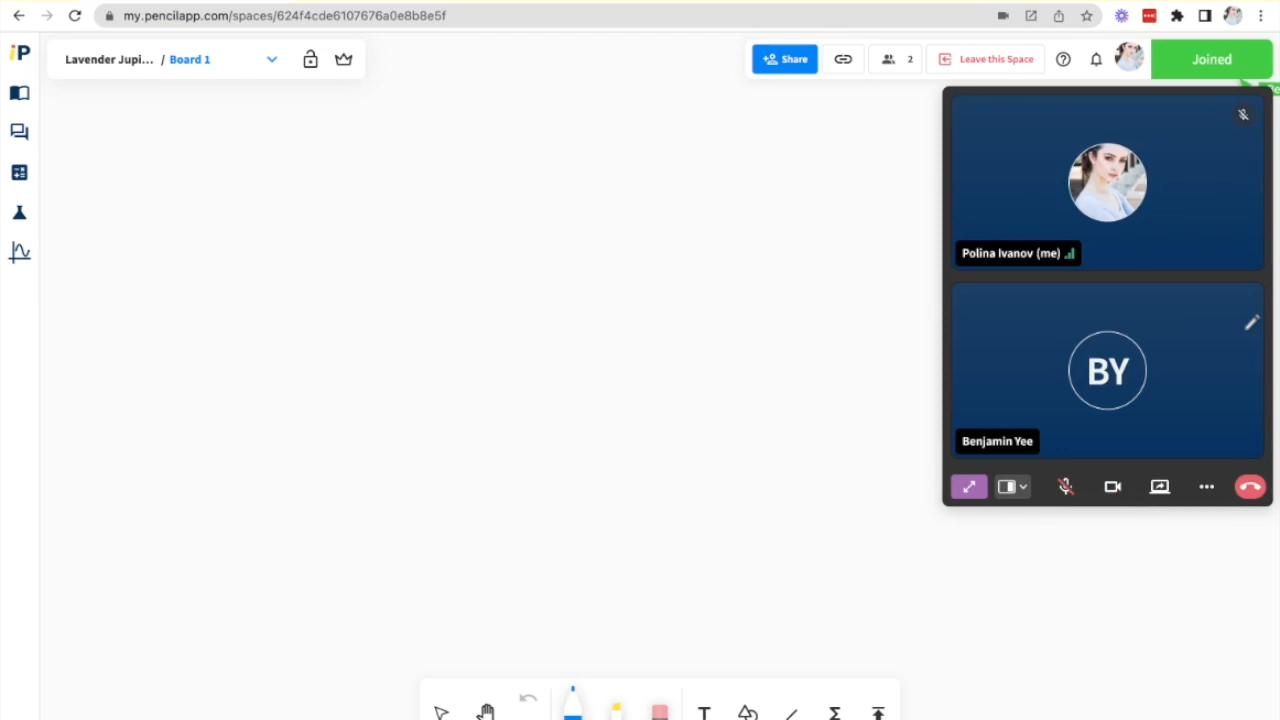 my.pencilapp.com/spaces/624f4cde6107676a0e8b8e5f
iP
Lavender Jupi... / Board 1
Share
2
Leave this Space
Joined
Polina Ivanov (me)
BY
Benjamin Yee
T
Σ